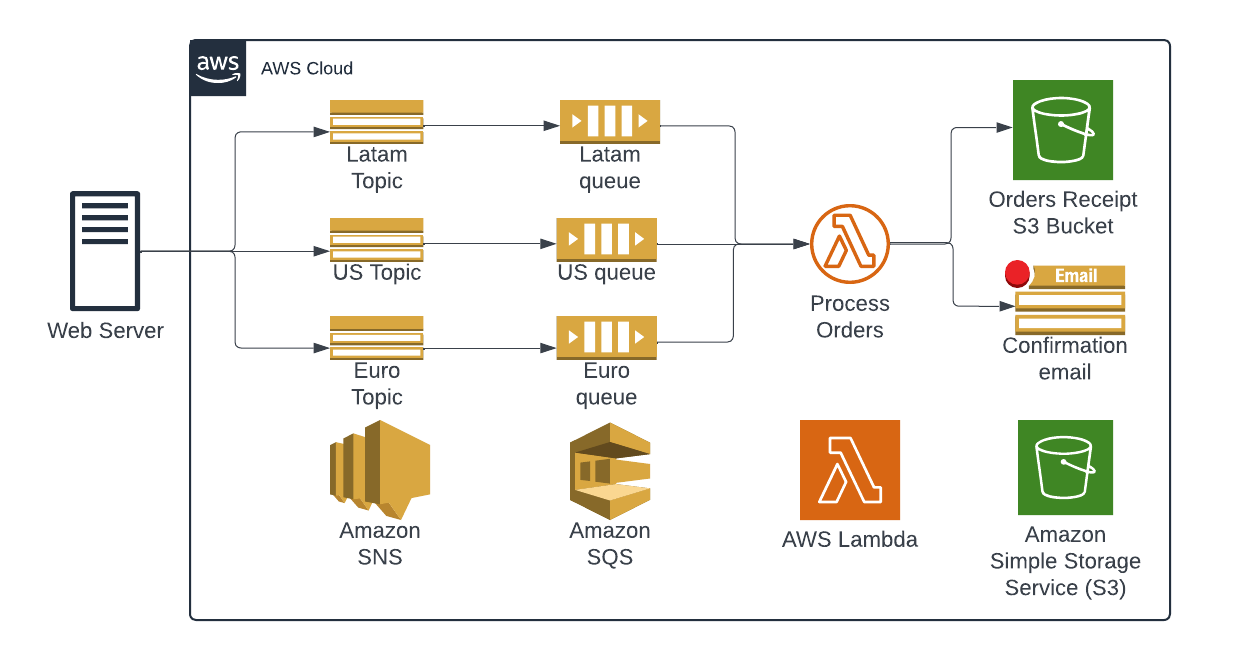 aws
AWS Cloud
Latam
Topic
Latam
queue
Orders Receipt
S3 Bucket
US Topic
US queue
Email
Process
Orders
Web Server
Confirmation
email
Euro
Topic
Euro
queue
Amazon
SNS
Amazon
SQS
AWS Lambda
Amazon
Simple Storage
Service (S3)